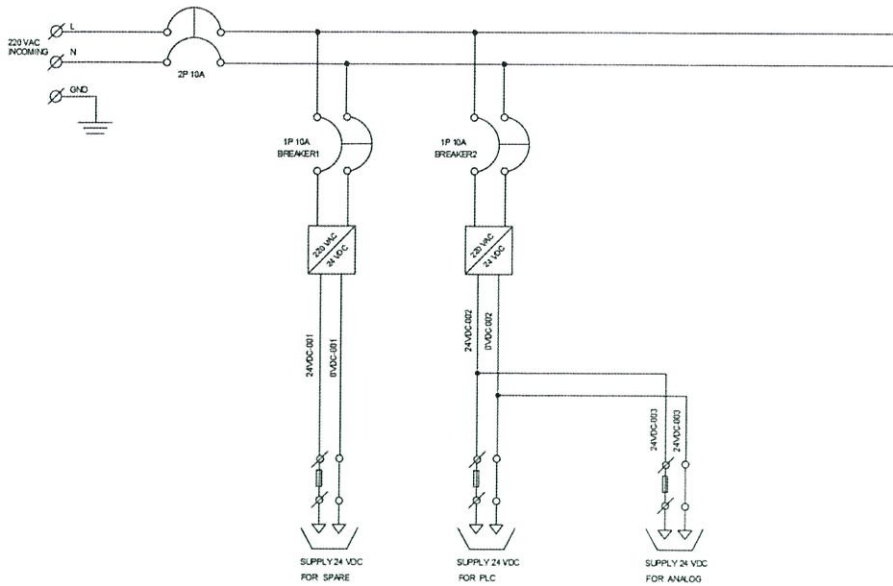 L
220 VAC
INCOMING
N
2P 10A
GND
1P 10A
BREAKER1
1P 10A
BREAKER2
220 VAC
24 VDC
220 VAC
24 VDC
24VDC-001
0VDC-001
24VDC-002
0VDC-002
24VDC-003
24VDC-003
SUPPLY 24 VDC
FOR SPARE
SUPPLY 24 VDC
FOR PLC
SUPPLY 24 VDC
FOR ANALOG